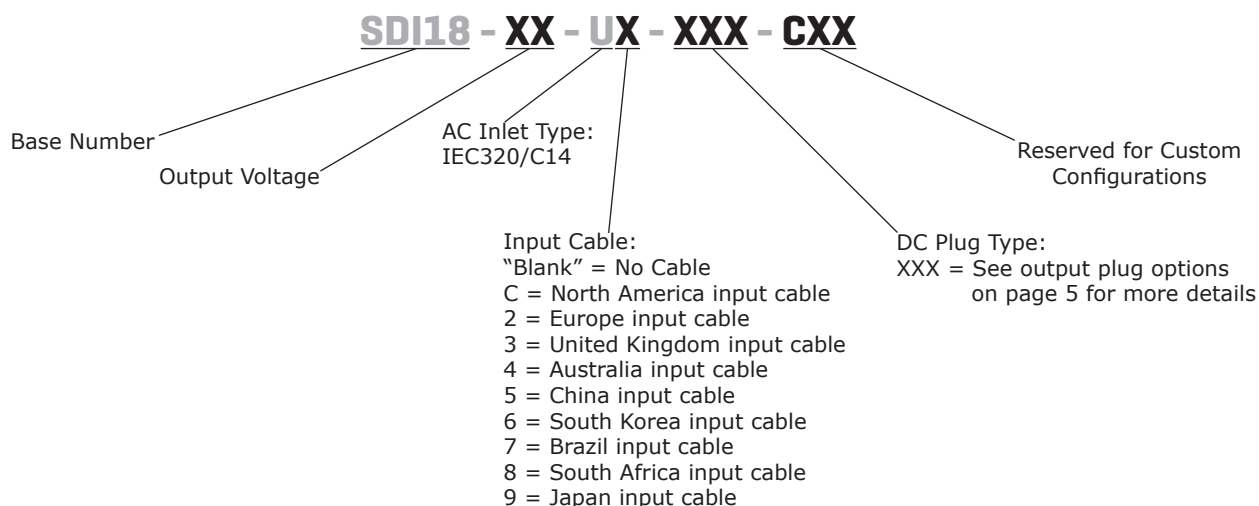 SDI18 - XX - UX - XXX - CXX
Base Number
Output Voltage
AC Inlet Type:
IEC320/C14
Reserved for Custom
Configurations
Input Cable:
“Blank” = No Cable
C = North America input cable
2 = Europe input cable
3 = United Kingdom input cable
4 = Australia input cable
5 = China input cable
6 = South Korea input cable
7 = Brazil input cable
8 = South Africa input cable
9 = Japan input cable
DC Plug Type:
XXX = See output plug options
on page 5 for more details